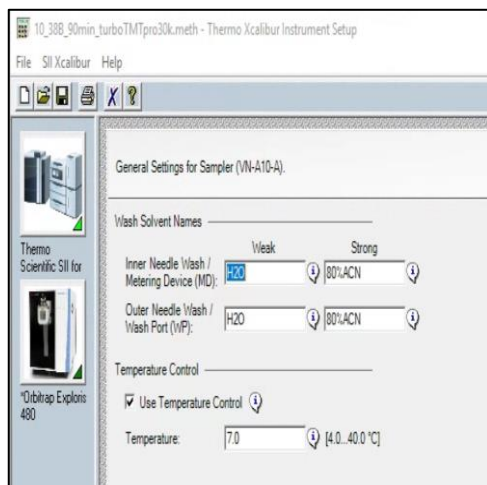 10_38B_90min_turboTMTpro30k.meth - Thermo Xcalibur Instrument Setup
File SII Xcalibur Help
General Settings for Sampler (VN-A10-A).
Wash Solvent Names
Weak Strong
Inner Needle Wash / Metering Device (MD): H2O 80%ACN
Outer Needle Wash / Wash Port (WP): H2O 80%ACN
Temperature Control
Use Temperature Control
Temperature: 7.0 [4.0...40.0 °C]
Thermo
Scientific SII for
*Orbitrap Exploris
480